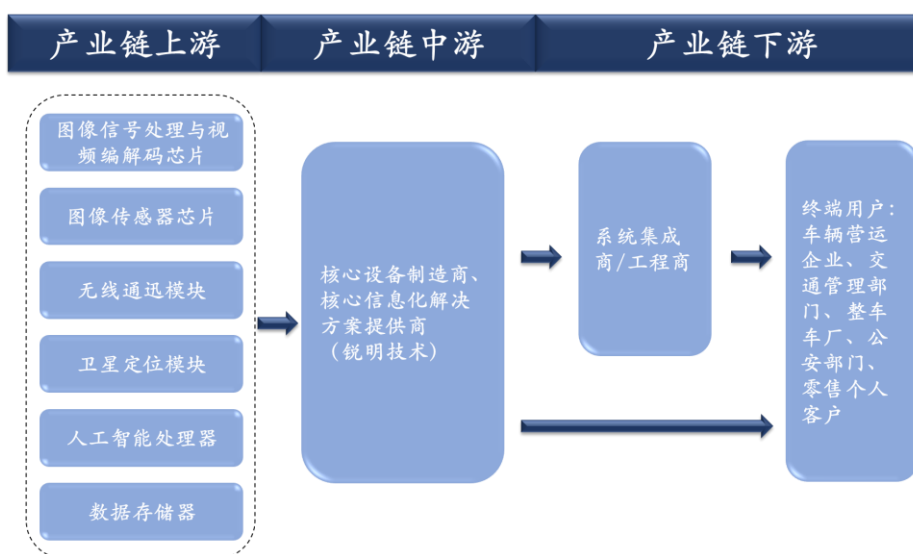 产业链上游
产业链中游
产业链下游
图像信号处理与视
频编解码芯片
图像传感器芯片
无线通迅模块
卫星定位模块
人工智能处理器
数据存储器
核心设备制造商、
核心信息化解决
方案提供商
（锐明技术）
系统集成
商/工程商
终端用户:
车辆营运
企业、交
通管理部
门、整车
车厂、公
安部门、
零售个人
客户